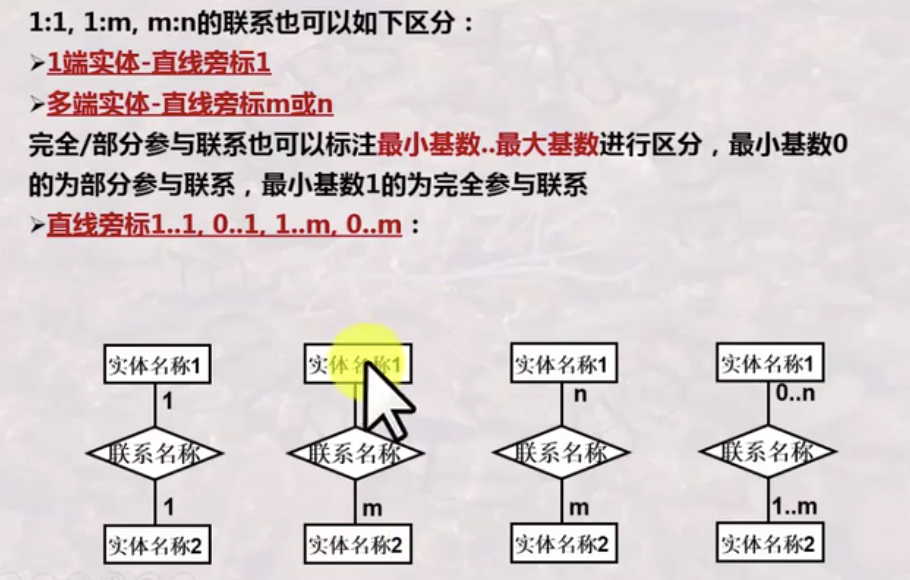 1:1, 1:m, m:n的联系也可以如下区分：
➢1端实体-直线旁标1
➢多端实体-直线旁标m或n
完全/部分参与联系也可以标注最小基数..最大基数进行区分，最小基数0
的为部分参与联系，最小基数1的为完全参与联系
➢直线旁标1..1, 0..1, 1..m, 0..m：
实体名称1 实体名称1 实体名称1 实体名称1
1 n 0..n
联系名称 联系名称 联系名称 联系名称
1 m m 1..m
实体名称2 实体名称2 实体名称2 实体名称2